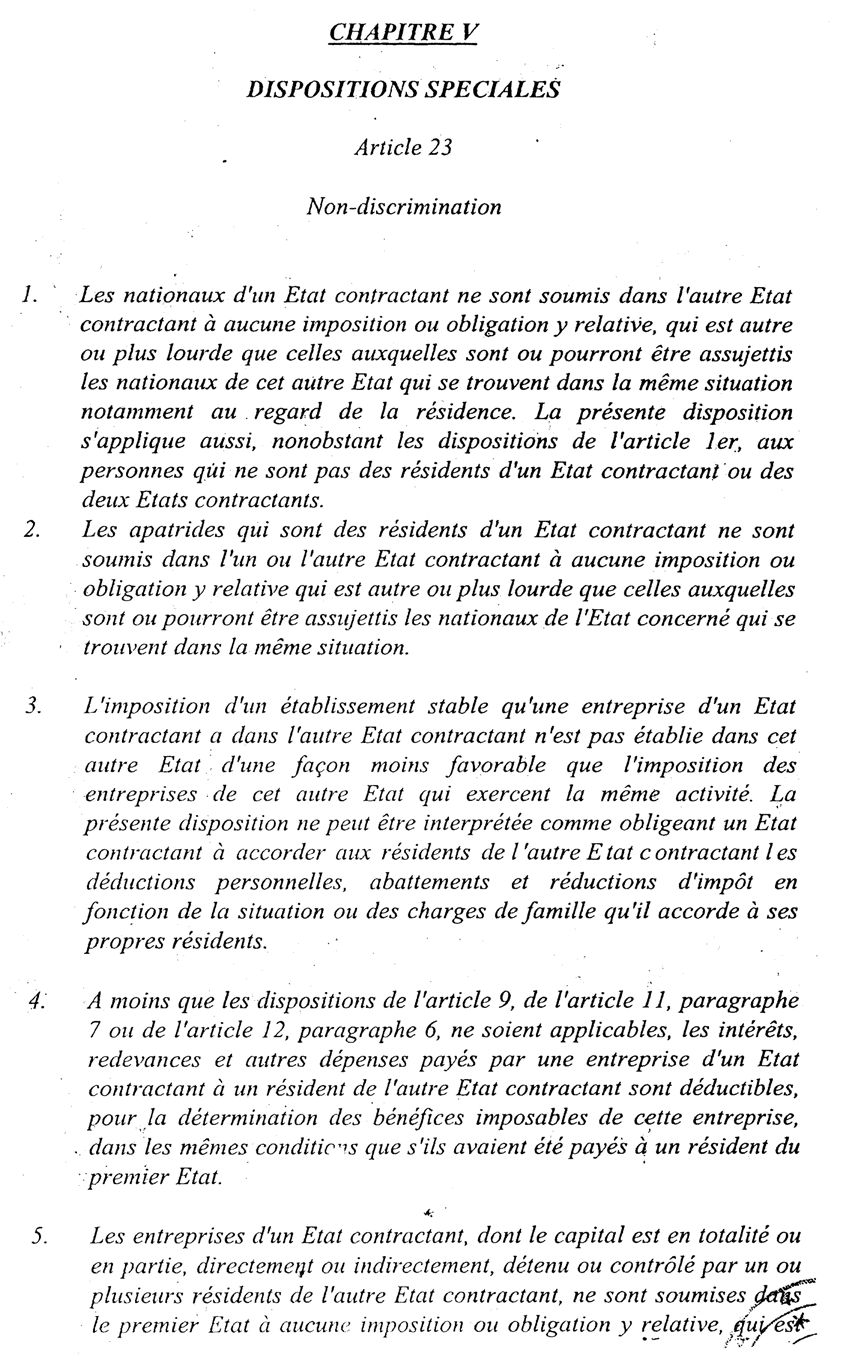 CHAPITRE V
DISPOSITIONS SPECIALES
Article 23
Non-discrimination
1. Les nationaux d'un Etat contractant ne sont soumis dans l'autre Etat
contractant à aucune imposition ou obligation y relative, qui est autre
ou plus lourde que celles auxquelles sont ou pourront être assujettis
les nationaux de cet autre Etat qui se trouvent dans la même situation
notamment au regard de la résidence. La présente disposition
s'applique aussi, nonobstant les dispositions de l'article 1er, aux
personnes qui ne sont pas des résidents d'un Etat contractant ou des
deux Etats contractants.
2. Les apatrides qui sont des résidents d'un Etat contractant ne sont
soumis dans l'un ou l'autre Etat contractant à aucune imposition ou
obligation y relative qui est autre ou plus lourde que celles auxquelles
sont ou pourront être assujettis les nationaux de l'Etat concerné qui se
trouvent dans la même situation.
3. L'imposition d'un établissement stable qu'une entreprise d'un Etat
contractant a dans l'autre Etat contractant n'est pas établie dans cet
autre Etat d'une façon moins favorable que l'imposition des
entreprises de cet autre Etat qui exercent la même activité. La
présente disposition ne peut être interprétée comme obligeant un Etat
contractant à accorder aux résidents de l'autre Etat contractant les
déductions personnelles, abattements et réductions d'impôt en
fonction de la situation ou des charges de famille qu'il accorde à ses
propres résidents.
4. A moins que les dispositions de l'article 9, de l'article 11, paragraphe
7 ou de l'article 12, paragraphe 6, ne soient applicables, les intérêts,
redevances et autres dépenses payés par une entreprise d'un Etat
contractant à un résident de l'autre Etat contractant sont déductibles,
pour la détermination des bénéfices imposables de cette entreprise,
dans les mêmes conditions que s'ils avaient été payés à un résident du
premier Etat.
5. Les entreprises d'un Etat contractant, dont le capital est en totalité ou
en partie, directement ou indirectement, détenu ou contrôlé par un ou
plusieurs résidents de l'autre Etat contractant, ne sont soumises dans
le premier Etat à aucune imposition ou obligation y relative, qui est